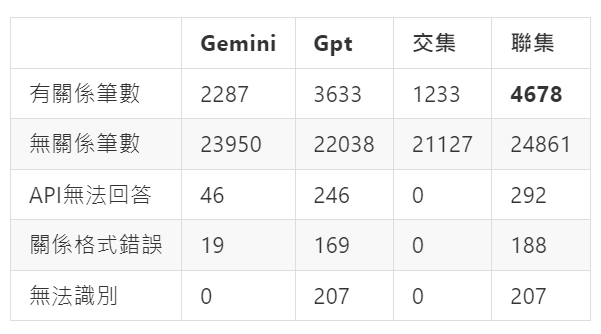 Gemini Gpt 交集 聯集
有關係筆數 2287 3633 1233 4678
無關係筆數 23950 22038 21127 24861
API無法回答 46 246 0 292
關係格式錯誤 19 169 0 188
無法識別 0 207 0 207